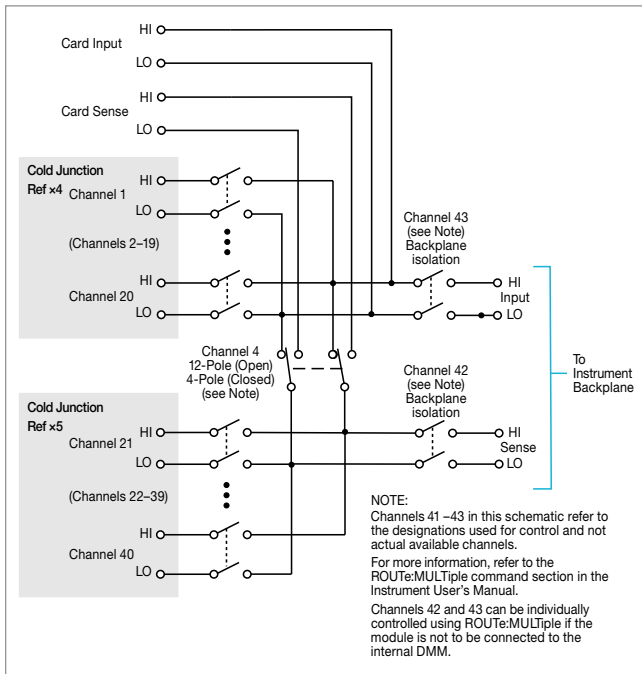 HI
Card Input
LO
HI
Card Sense
LO
Cold Junction
Ref ×4
HI
Channel 1
LO
(Channels 2–19)
HI
Channel 20
LO
Channel 43
(see Note)
Backplane
isolation
HI
Input
LO
Channel 4
12-Pole (Open)
4-Pole (Closed)
(see Note)
Channel 42
(see Note)
Backplane
isolation
To
Instrument
Backplane
Cold Junction
Ref ×5
HI
Channel 21
LO
(Channels 22–39)
HI
Channel 40
LO
HI
Sense
LO
NOTE:
Channels 41 –43 in this schematic refer to
the designations used for control and not
actual available channels.
For more information, refer to the
ROUTe:MULTiple command section in the
Instrument User's Manual.
Channels 42 and 43 can be individually
controlled using ROUTe:MULTiple if the
module is not to be connected to the
internal DMM.